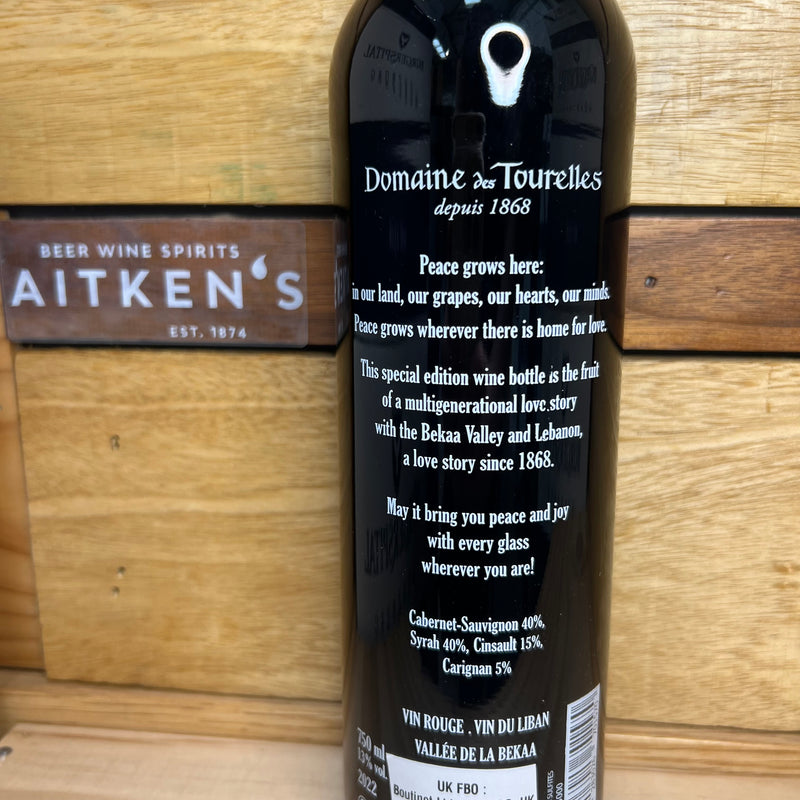 Domaine des Tourelles
depuis 1868
Peace grows here:
in our land, our grapes, our hearts, our minds.
Peace grows wherever there is home for love.
This special edition wine bottle is the fruit
of a multigenerational love story
with the Bekaa Valley and Lebanon,
a love story since 1868.
May it bring you peace and joy
with every glass
wherever you are!
Cabernet-Sauvignon 40%,
Syrah 40%, Cinsault 15%,
Carignan 5%
VIN ROUGE . VIN DU LIBAN
VALLÉE DE LA BEKAA
750 ml
13% vol.
2022
UK FBO :
Boutinot
UK
SULFITES
BEER WINE SPIRITS
AITKEN'S
EST. 1874